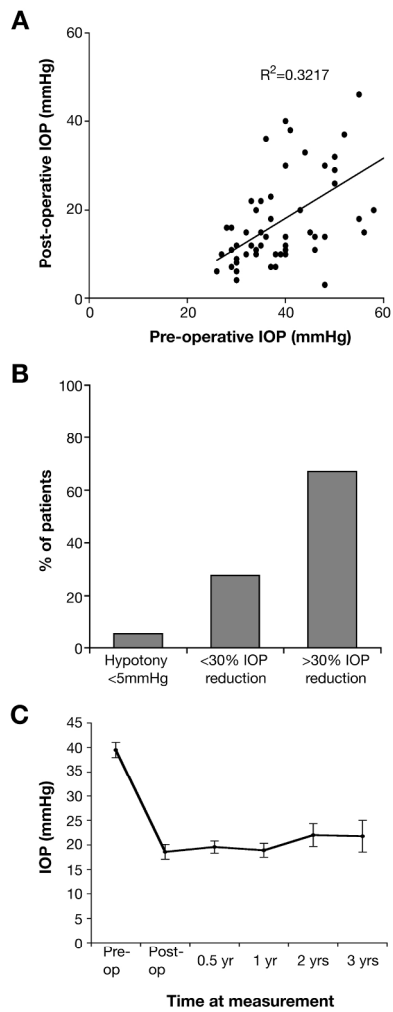 A
60
40
20
0
Post-operative IOP (mmHg)
R²=0.3217
0 20 40 60
Pre-operative IOP (mmHg)
B
100
80
60
40
20
0
% of patients
Hypotony <30% IOP >30% IOP
<5mmHg reduction reduction
C
45
40
35
30
25
20
15
10
5
0
IOP (mmHg)
Pre- Post- 0.5 yr 1 yr 2 yrs 3 yrs
op op
Time at measurement